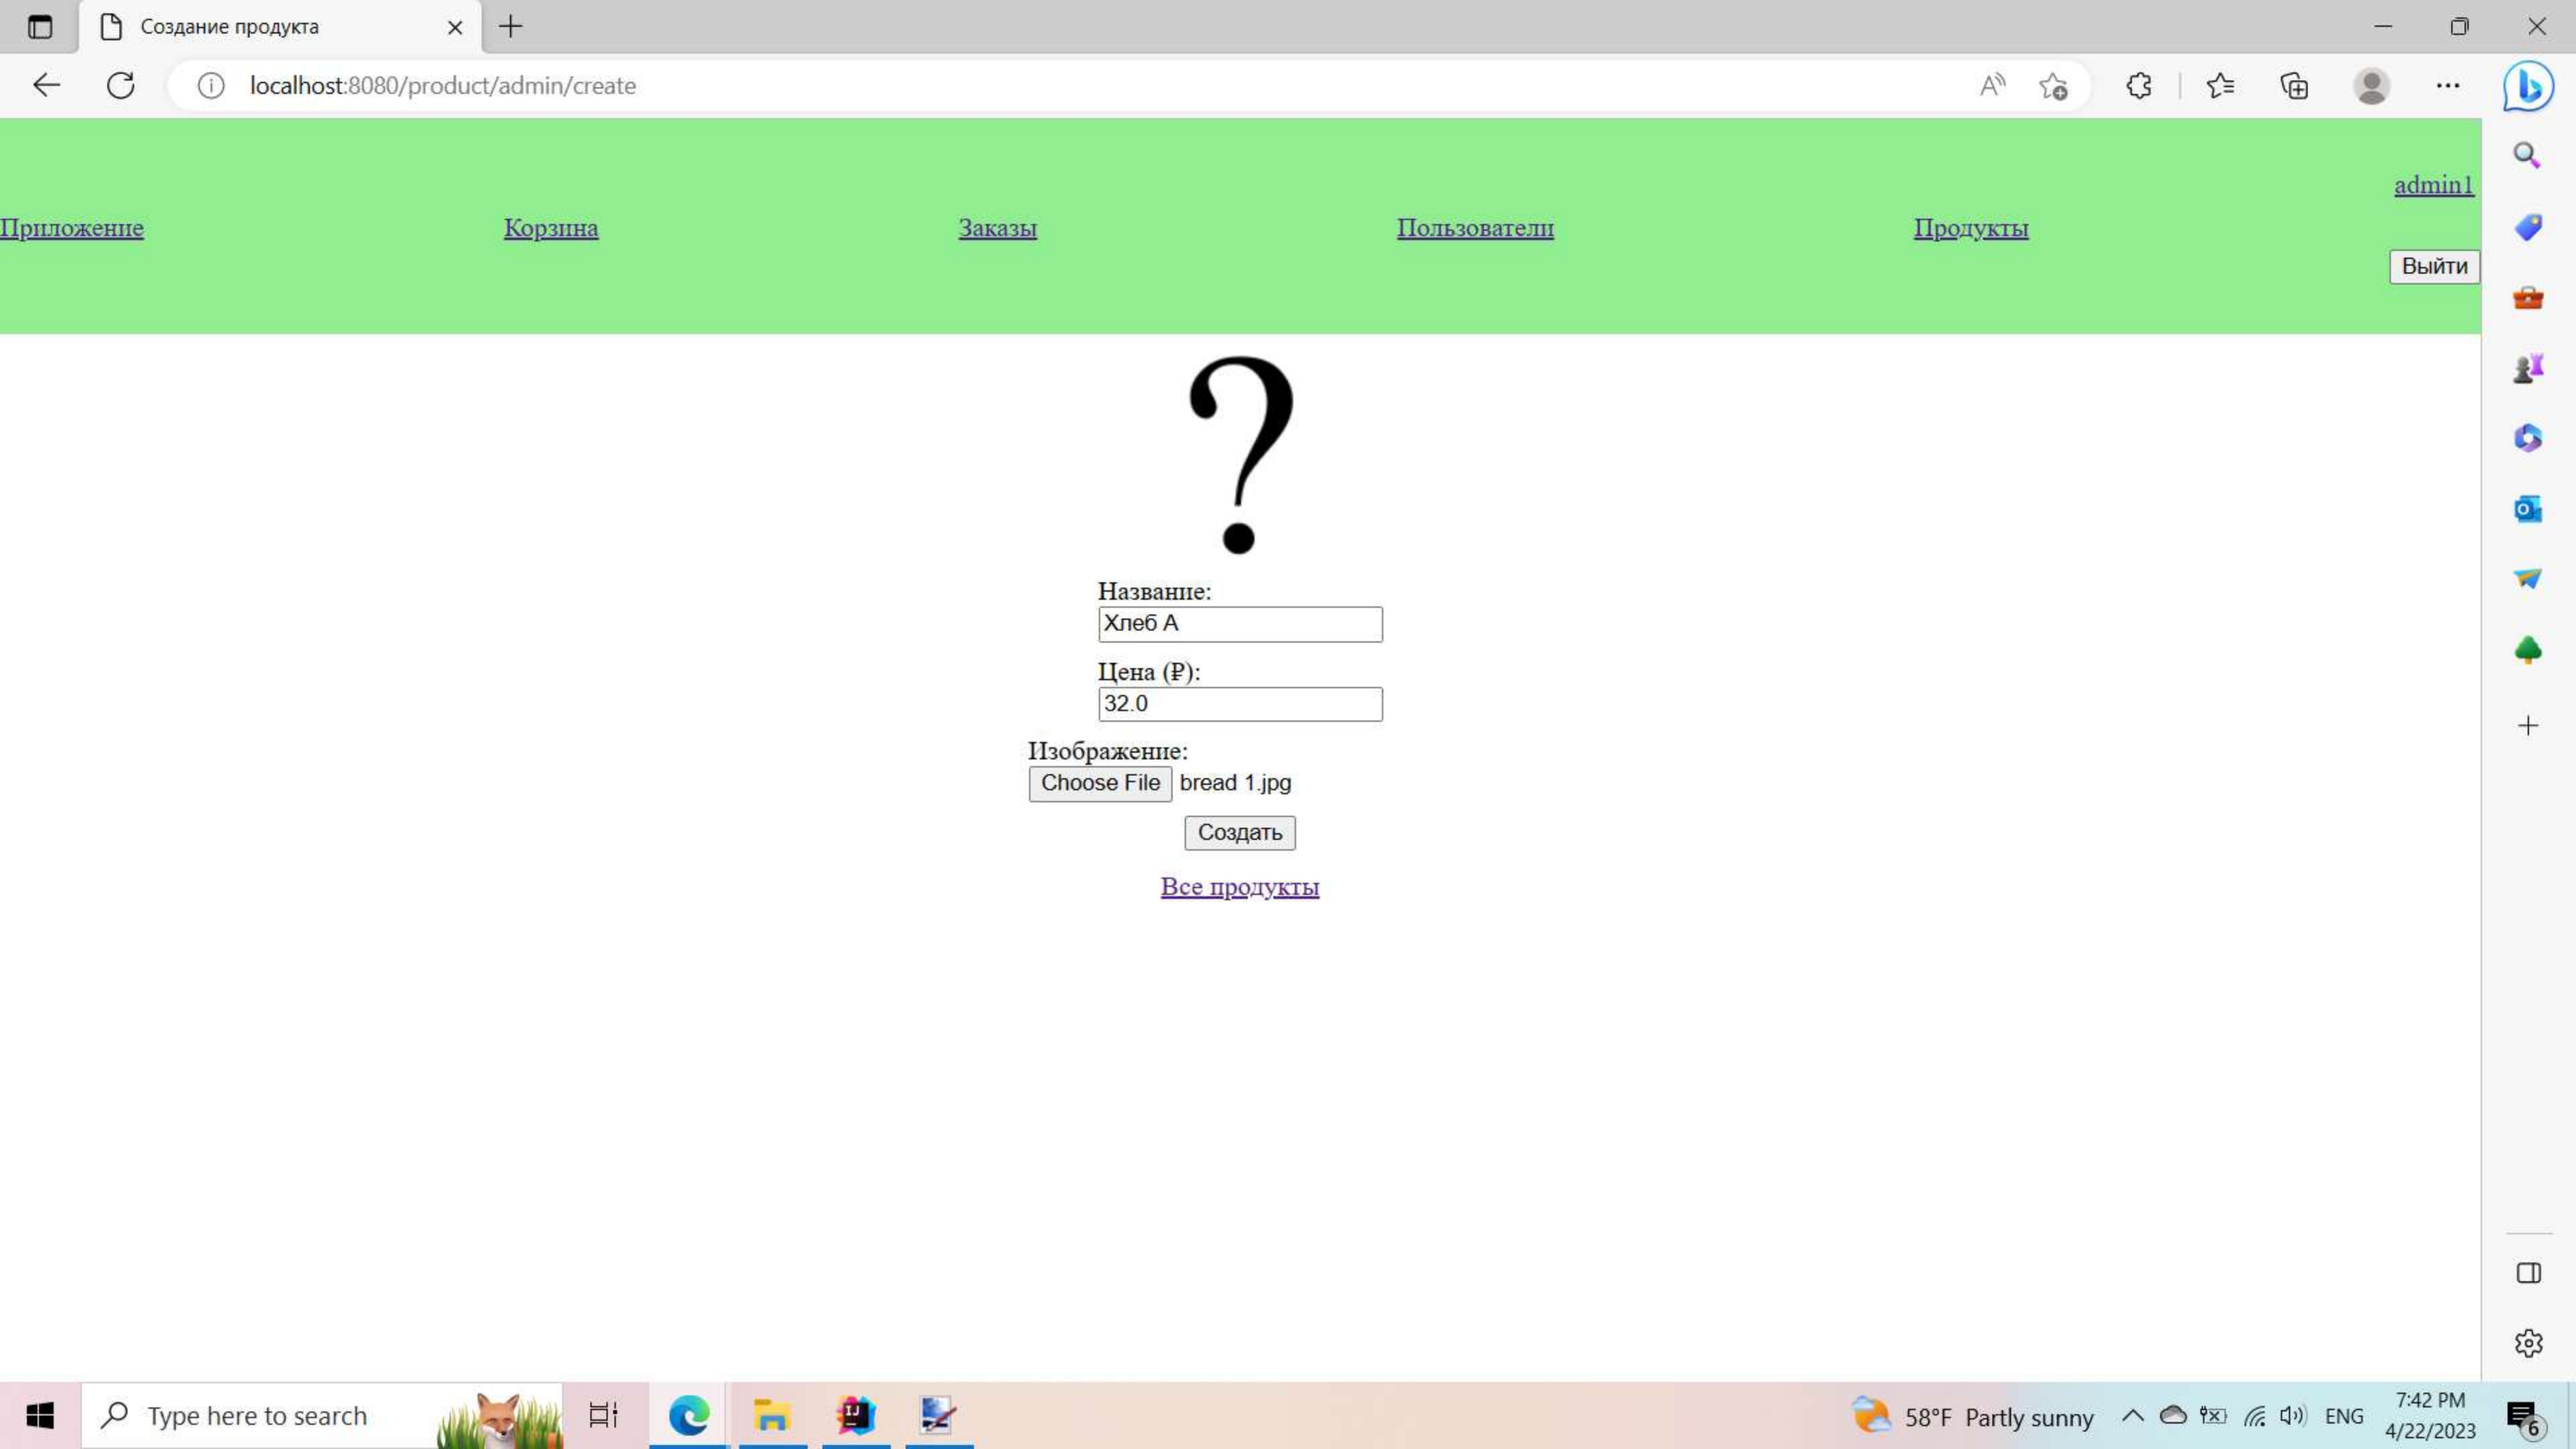 Создание продукта
localhost:8080/product/admin/create
admin1
Приложение Корзина Заказы Пользователи Продукты
Выйти
?
Название:
Хлеб А
Цена (₽):
32.0
Изображение:
Choose File bread 1.jpg
Создать
Все продукты
Type here to search
58°F Partly sunny
ENG
7:42 PM
4/22/2023
6